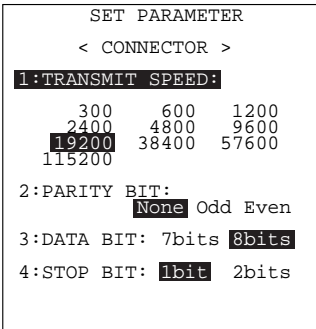 SET PARAMETER
< CONNECTOR >
1:TRANSMIT SPEED:
300 600 1200
2400 4800 9600
19200 38400 57600
115200
2:PARITY BIT:
None Odd Even
3:DATA BIT: 7bits 8bits
4:STOP BIT: 1bit 2bits